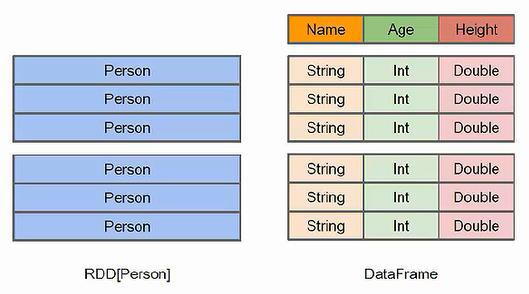 Name Age Height
Person String Int Double
Person String Int Double
Person String Int Double
Person String Int Double
Person String Int Double
Person String Int Double
RDD[Person] DataFrame